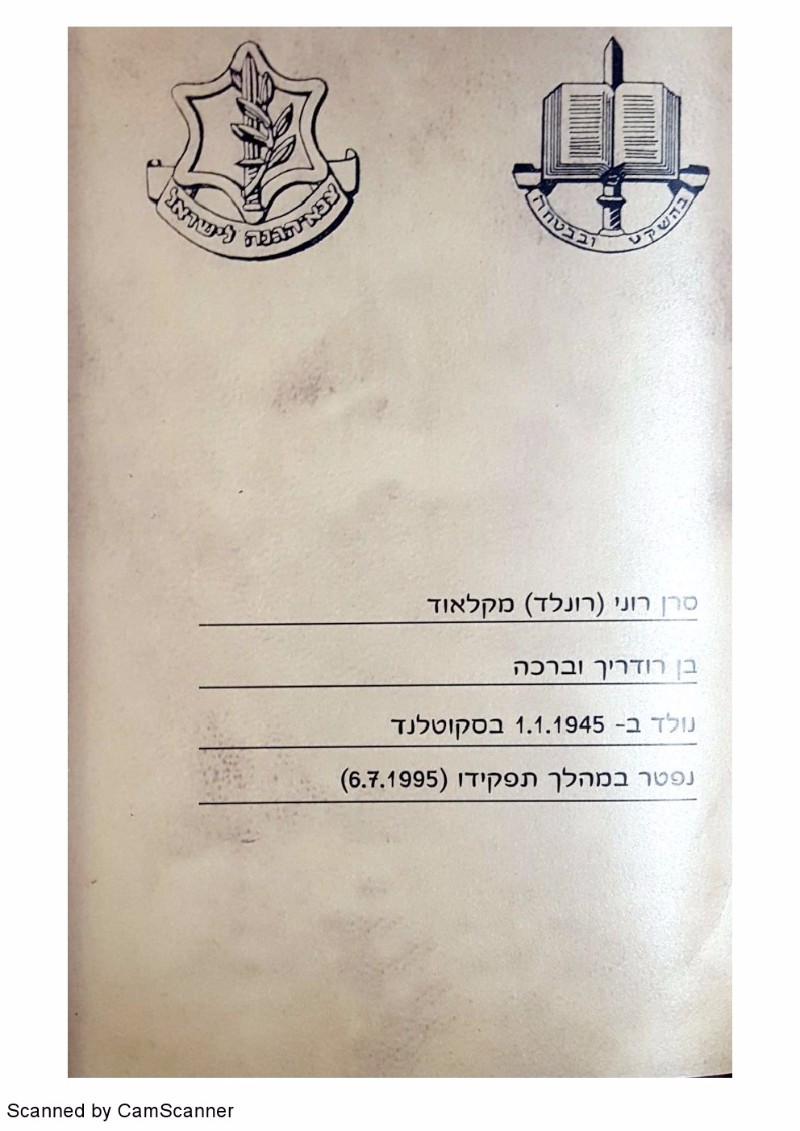 צבא הגנה לישראל
בהשקט ובבטחה
סרן רוני (רונלד) מקלאוד
בן רודריך וברכה
נולד ב- 1.1.1945 בסקוטלנד
נפטר במהלך תפקידו (6.7.1995)
Scanned by CamScanner